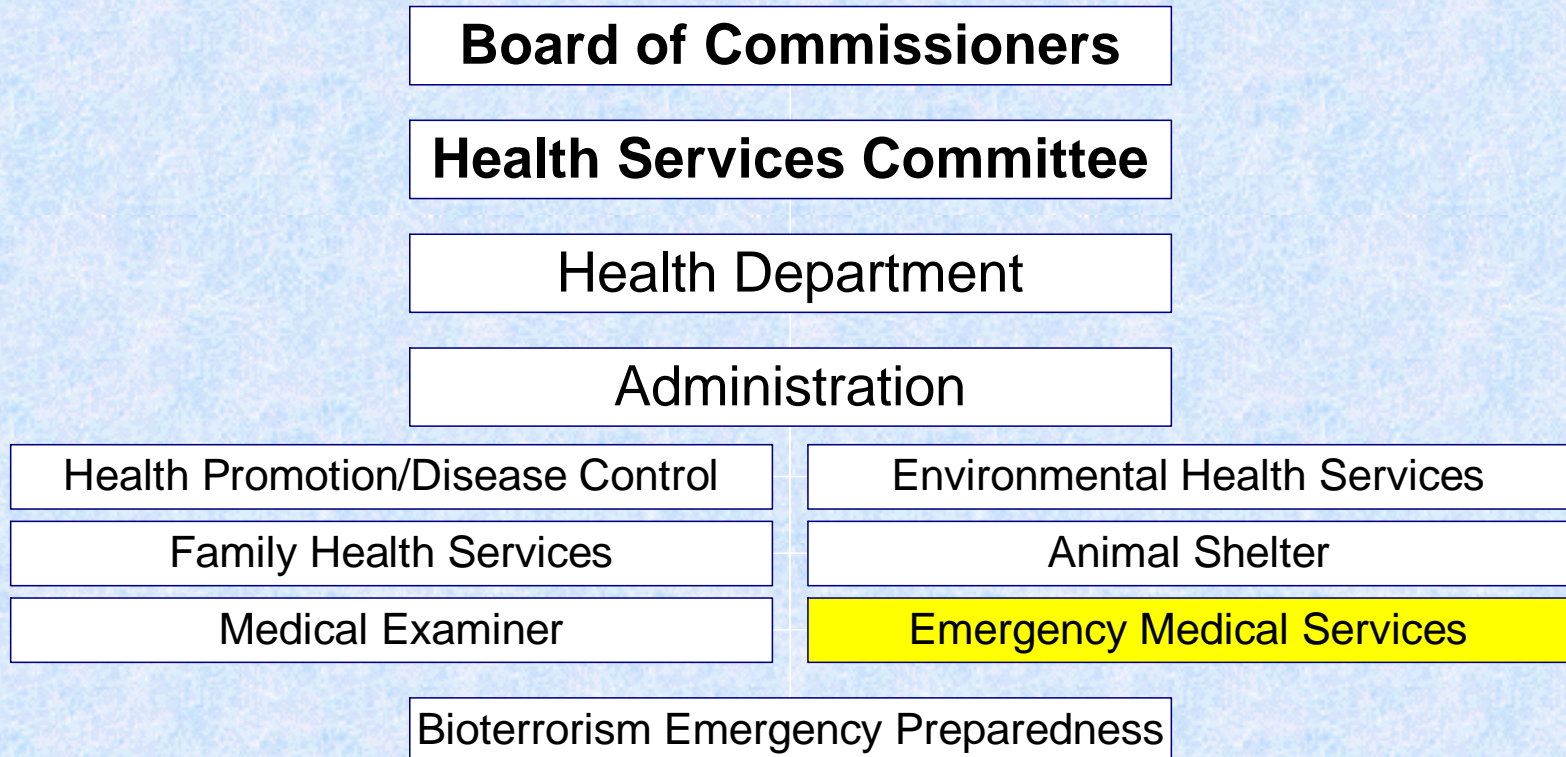 Board of Commissioners
Health Services Committee
Health Department
Administration
Health Promotion/Disease Control
Environmental Health Services
Family Health Services
Animal Shelter
Medical Examiner
Emergency Medical Services
Bioterrorism Emergency Preparedness